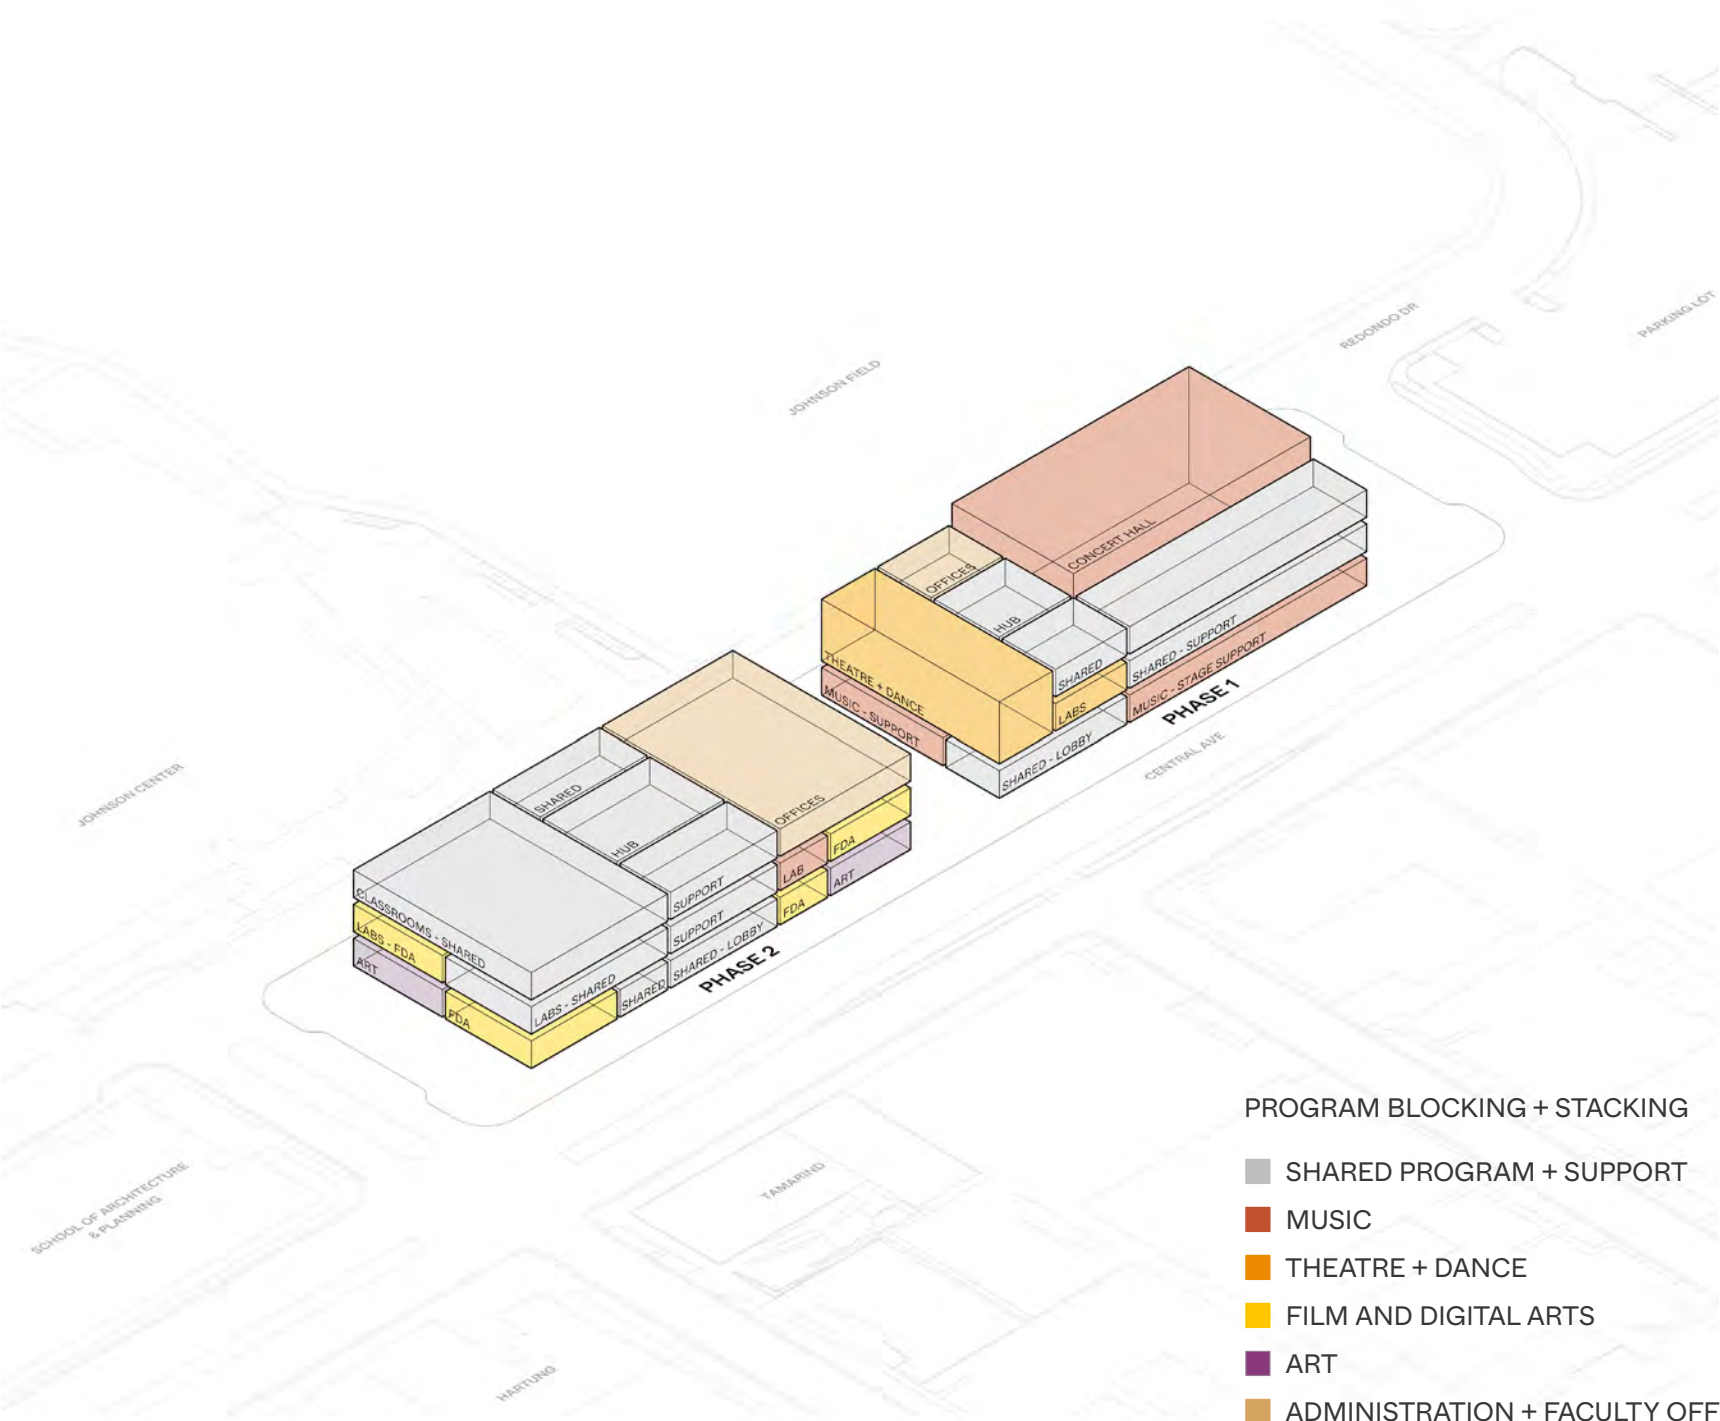 REDONDO DR
PARKING LOT
JOHNSON FIELD
CONCERT HALL
OFFICES
HUB
SHARED
THEATRE + DANCE
MUSIC - SUPPORT
LABS
SHARED - LOBBY
SHARED - SUPPORT
MUSIC - STAGE SUPPORT
PHASE 1
CENTRAL AVE
JOHNSON CENTER
SHARED
HUB
OFFICES
FDA
LAB
ART
FDA
SUPPORT
SUPPORT
SHARED - LOBBY
SHARED
PHASE 2
CLASSROOMS - SHARED
LABS - FDA
LABS - SHARED
ART
FDA
SCHOOL OF ARCHITECTURE
& PLANNING
TAMARIND
HARTUNG
PROGRAM BLOCKING + STACKING
SHARED PROGRAM + SUPPORT
MUSIC
THEATRE + DANCE
FILM AND DIGITAL ARTS
ART
ADMINISTRATION + FACULTY OFF